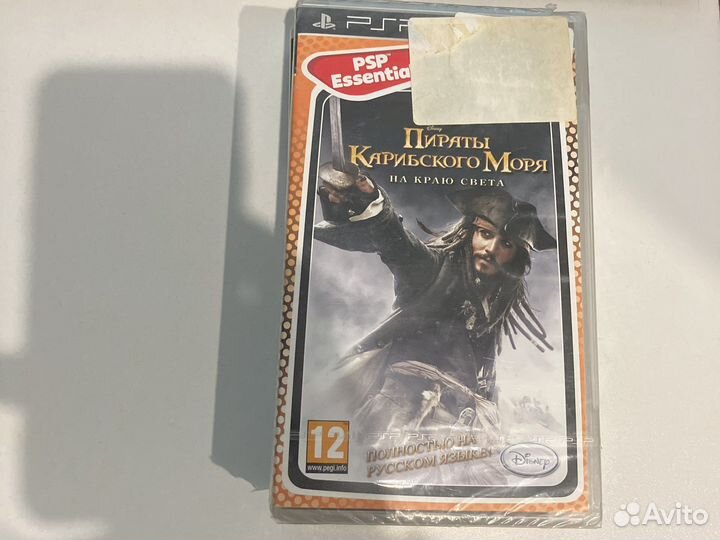 PSP
PSP™
Essential
Disney
Пираты
Карибского Моря
на краю света
12
www.pegi.info
полностью на
русском языке!
Disney
Avito